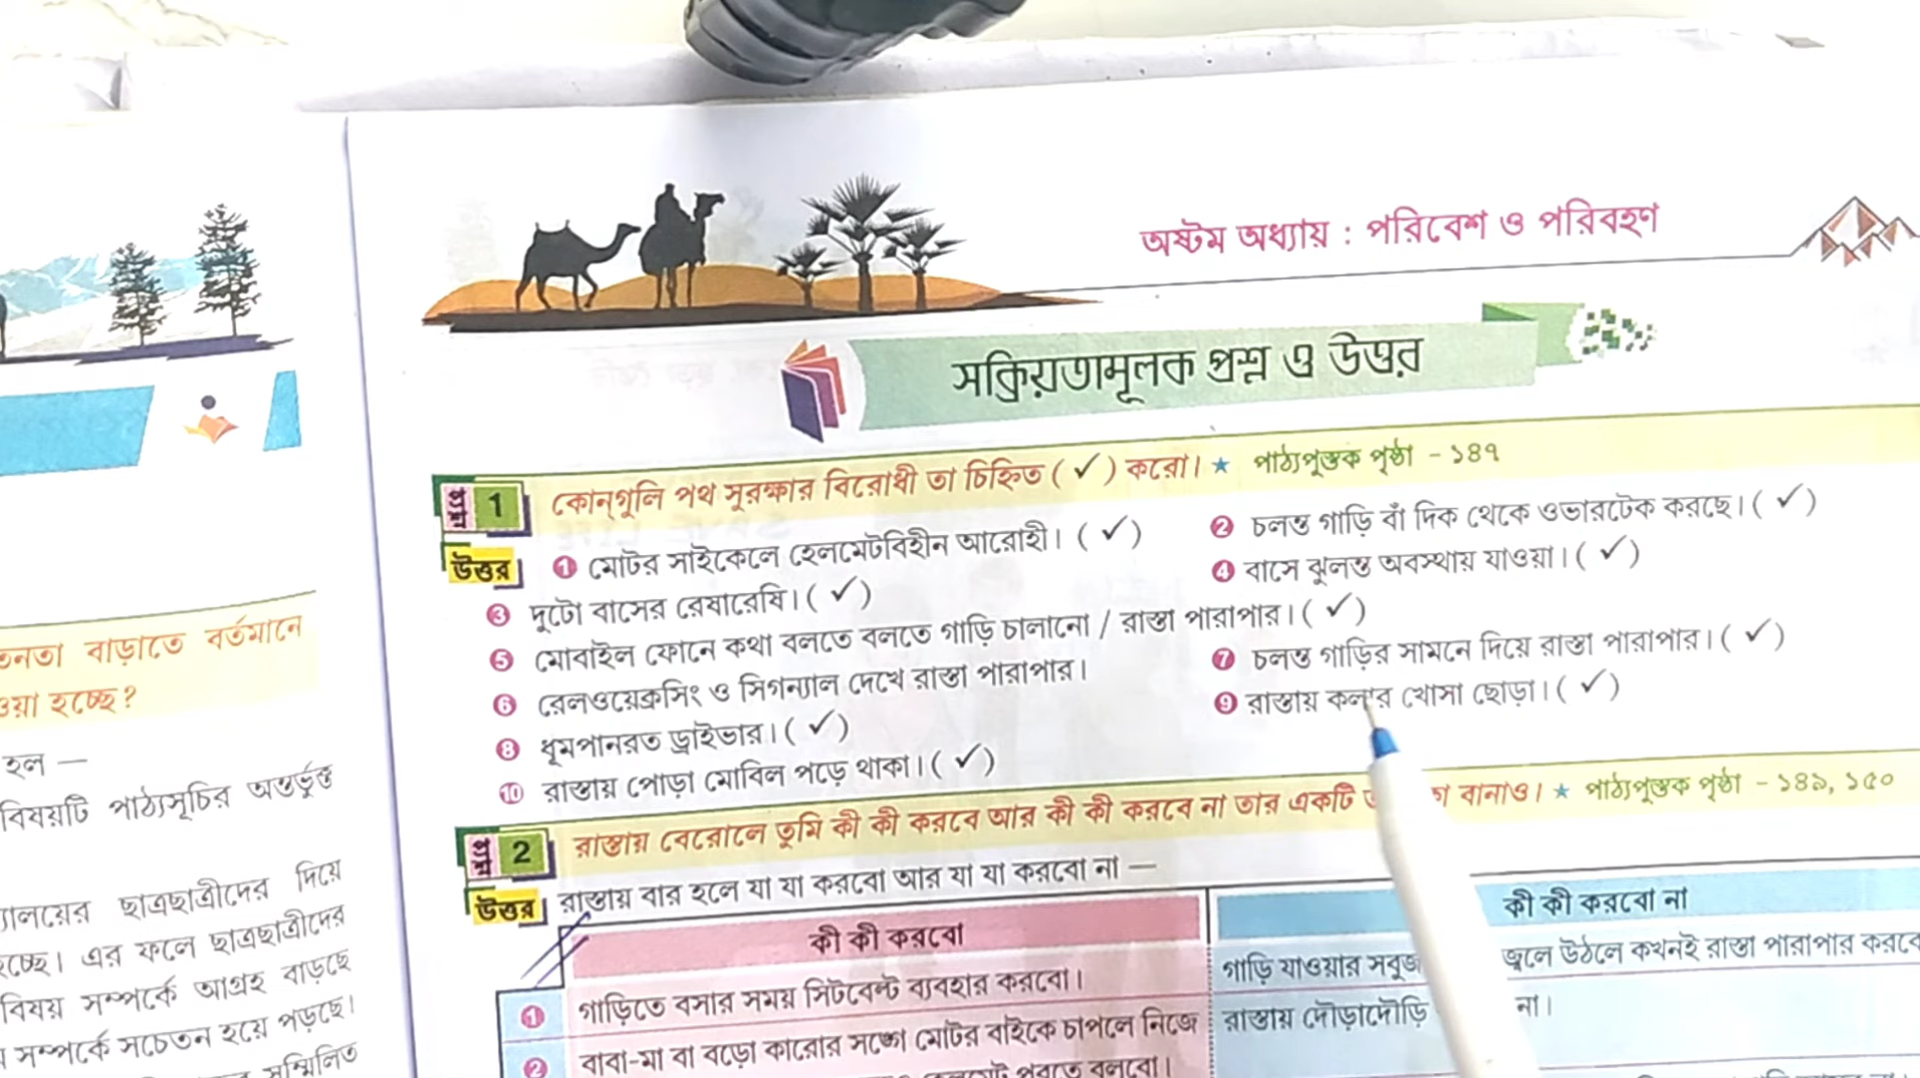 অষ্টম অধ্যায় : পরিবেশ ও পরিবহণ
সক্রিয়তামূলক প্রশ্ন ও উত্তর
প্রশ্ন 1 কোন্‌গুলি পথ সুরক্ষার বিরোধী তা চিহ্নিত ( ✓ ) করো। ★ পাঠ্যপুস্তক পৃষ্ঠা - ১৪৭
উত্তর ❶ মোটর সাইকেলে হেলমেটবিহীন আরোহী। ( ✓ )
❷ চলন্ত গাড়ি বাঁ দিক থেকে ওভারটেক করছে। ( ✓ )
❸ দুটো বাসের রেষারেষি। ( ✓ )
❹ বাসে ঝুলন্ত অবস্থায় যাওয়া। ( ✓ )
❺ মোবাইল ফোনে কথা বলতে বলতে গাড়ি চালানো / রাস্তা পারাপার। ( ✓ )
❻ রেলওয়েক্রসিং ও সিগন্যাল দেখে রাস্তা পারাপার।
❼ চলন্ত গাড়ির সামনে দিয়ে রাস্তা পারাপার। ( ✓ )
❽ ধূমপানরত ড্রাইভার। ( ✓ )
❾ রাস্তায় কলার খোসা ছোড়া। ( ✓ )
❿ রাস্তায় পোড়া মোবিল পড়ে থাকা। ( ✓ )
প্রশ্ন 2 রাস্তায় বেরোলে তুমি কী কী করবে আর কী কী করবে না তার একটি বানাও। ★ পাঠ্যপুস্তক পৃষ্ঠা - ১৪৯, ১৫০
উত্তর রাস্তায় বার হলে যা যা করবো আর যা যা করবো না —
কী কী করবো
❶ গাড়িতে বসার সময় সিটবেল্ট ব্যবহার করবো।
❷ বাবা-মা বা বড়ো কারোর সঙ্গে মোটর বাইকে চাপলে নিজে
হেলমেট পরতে বলবো।
কী কী করবো না
গাড়ি যাওয়ার সবুজ জ্বলে উঠলে কখনই রাস্তা পারাপার
রাস্তায় দৌড়াদৌড়ি না।
বাড়াতে বর্তমানে
হচ্ছে?
হল —
বিষয়টি পাঠ্যসূচির অন্তর্ভুক্ত
ছাত্রছাত্রীদের দিয়ে
এর ফলে ছাত্রছাত্রীদের
বিষয় সম্পর্কে আগ্রহ বাড়ছে
সম্পর্কে সচেতন হয়ে পড়ছে।
সম্মিলিত